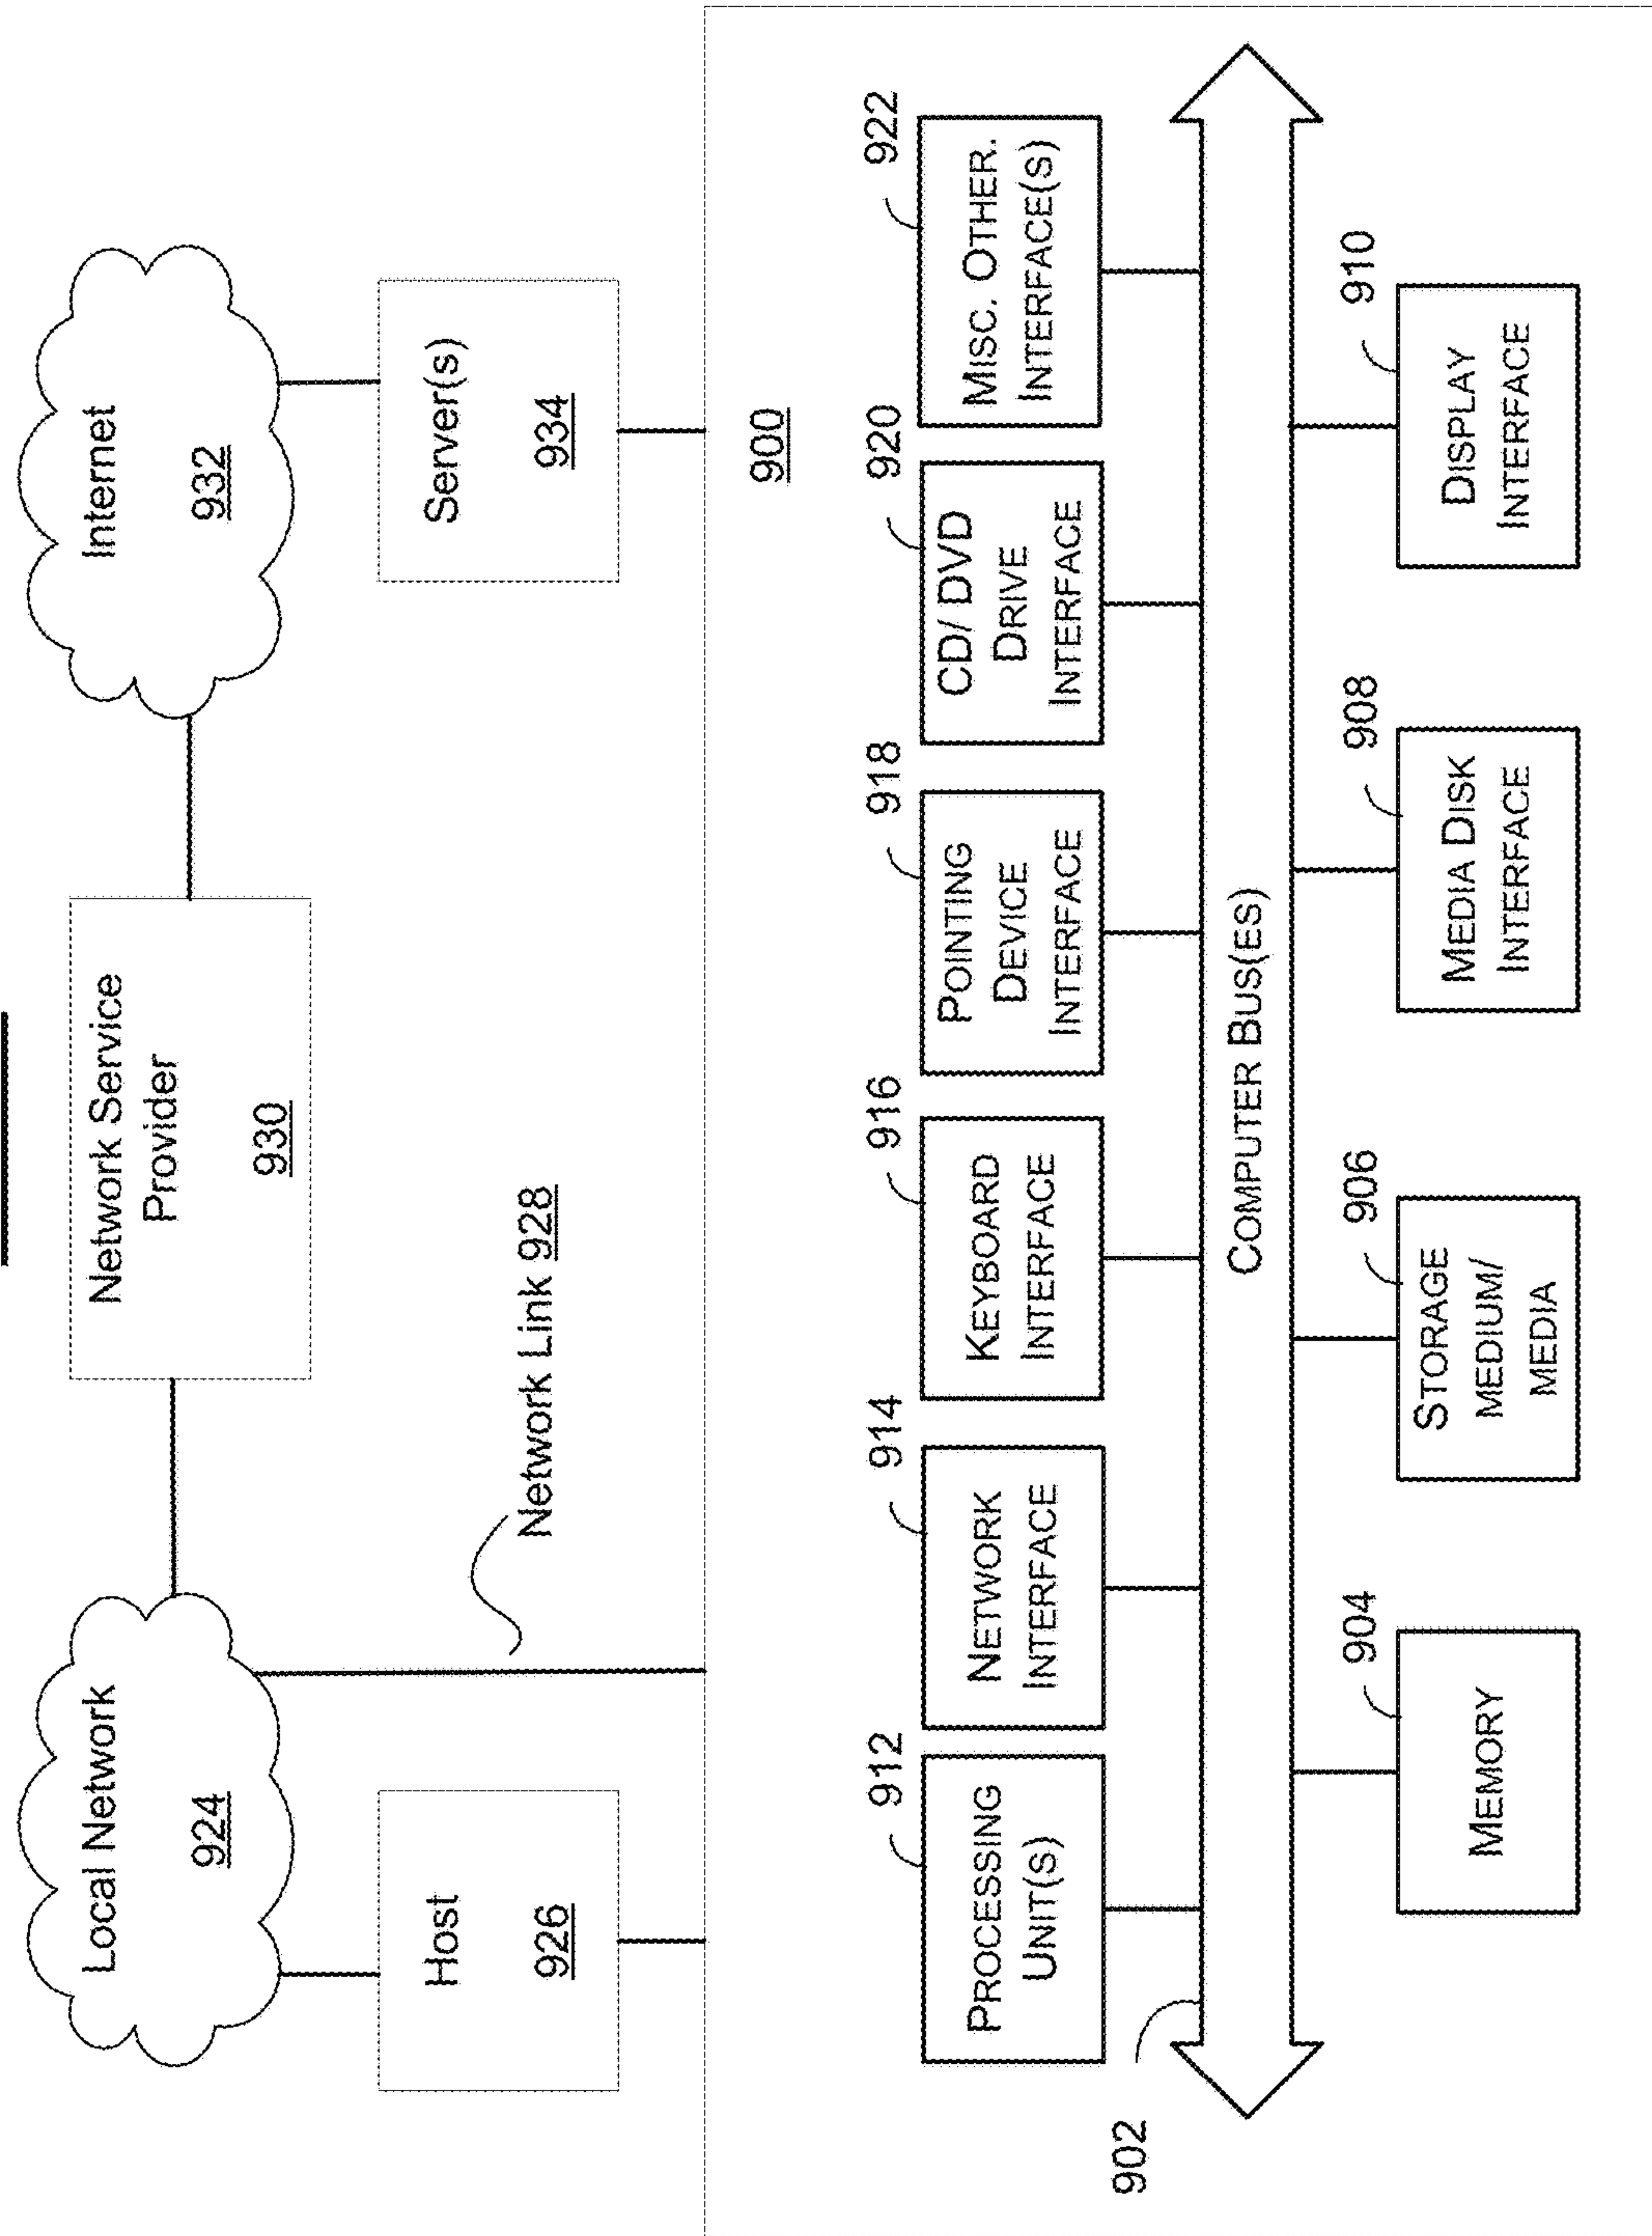 Local Network
924
Network Service
Provider
930
Internet
932
Host
926
Network Link 928
Server(s)
934
900
912
PROCESSING
UNIT(S)
914
NETWORK
INTERFACE
916
KEYBOARD
INTERFACE
918
POINTING
DEVICE
INTERFACE
920
CD/ DVD
DRIVE
INTERFACE
922
MISC. OTHER.
INTERFACE(S)
902
COMPUTER BUS(ES)
904
MEMORY
906
STORAGE
MEDIUM/
MEDIA
908
MEDIA DISK
INTERFACE
910
DISPLAY
INTERFACE